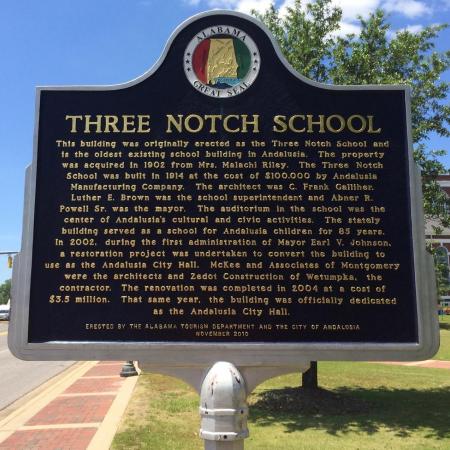 ALABAMA
GREAT SEAL
THREE NOTCH SCHOOL
This building was originally erected as the Three Notch School and
is the oldest existing school building in Andalusia. The property
was acquired in 1902 from Mrs. Malachi Riley. The Three Notch
School was built in 1914 at the cost of $100,000 by Andalusia
Manufacturing Company. The architect was C. Frank Galliher.
Luther E. Brown was the school superintendent and Abner R.
Powell Sr. was the mayor. The auditorium in the school was the
center of Andalusia's cultural and civic activities. The stately
building served as a school for Andalusia children for 85 years.
In 2002, during the first administration of Mayor Earl V. Johnson,
a restoration project was undertaken to convert the building to
use as the Andalusia City Hall. McKee and Associates of Montgomery
were the architects and Zadot Construction of Wetumpka, the
contractor. The renovation was completed in 2004 at a cost of
$3.5 million. That same year, the building was officially dedicated
as the Andalusia City Hall.
ERECTED BY THE ALABAMA TOURISM DEPARTMENT AND THE CITY OF ANDALUSIA
NOVEMBER 2010